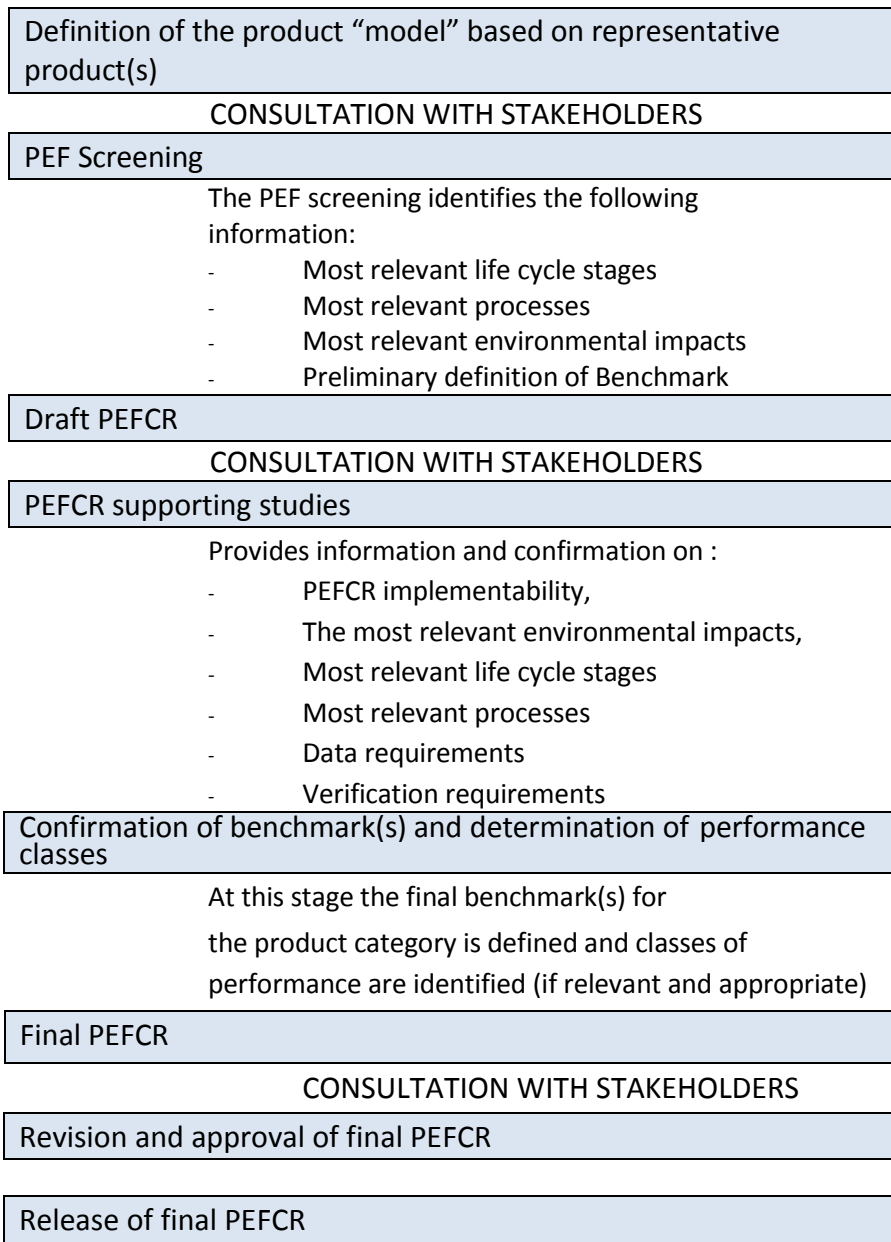 Definition of the product “model” based on representative
product(s)
CONSULTATION WITH STAKEHOLDERS
PEF Screening
The PEF screening identifies the following
information:
- Most relevant life cycle stages
- Most relevant processes
- Most relevant environmental impacts
- Preliminary definition of Benchmark
Draft PEFCR
CONSULTATION WITH STAKEHOLDERS
PEFCR supporting studies
Provides information and confirmation on :
- PEFCR implementability,
- The most relevant environmental impacts,
- Most relevant life cycle stages
- Most relevant processes
- Data requirements
- Verification requirements
Confirmation of benchmark(s) and determination of performance
classes
At this stage the final benchmark(s) for
the product category is defined and classes of
performance are identified (if relevant and appropriate)
Final PEFCR
CONSULTATION WITH STAKEHOLDERS
Revision and approval of final PEFCR
Release of final PEFCR